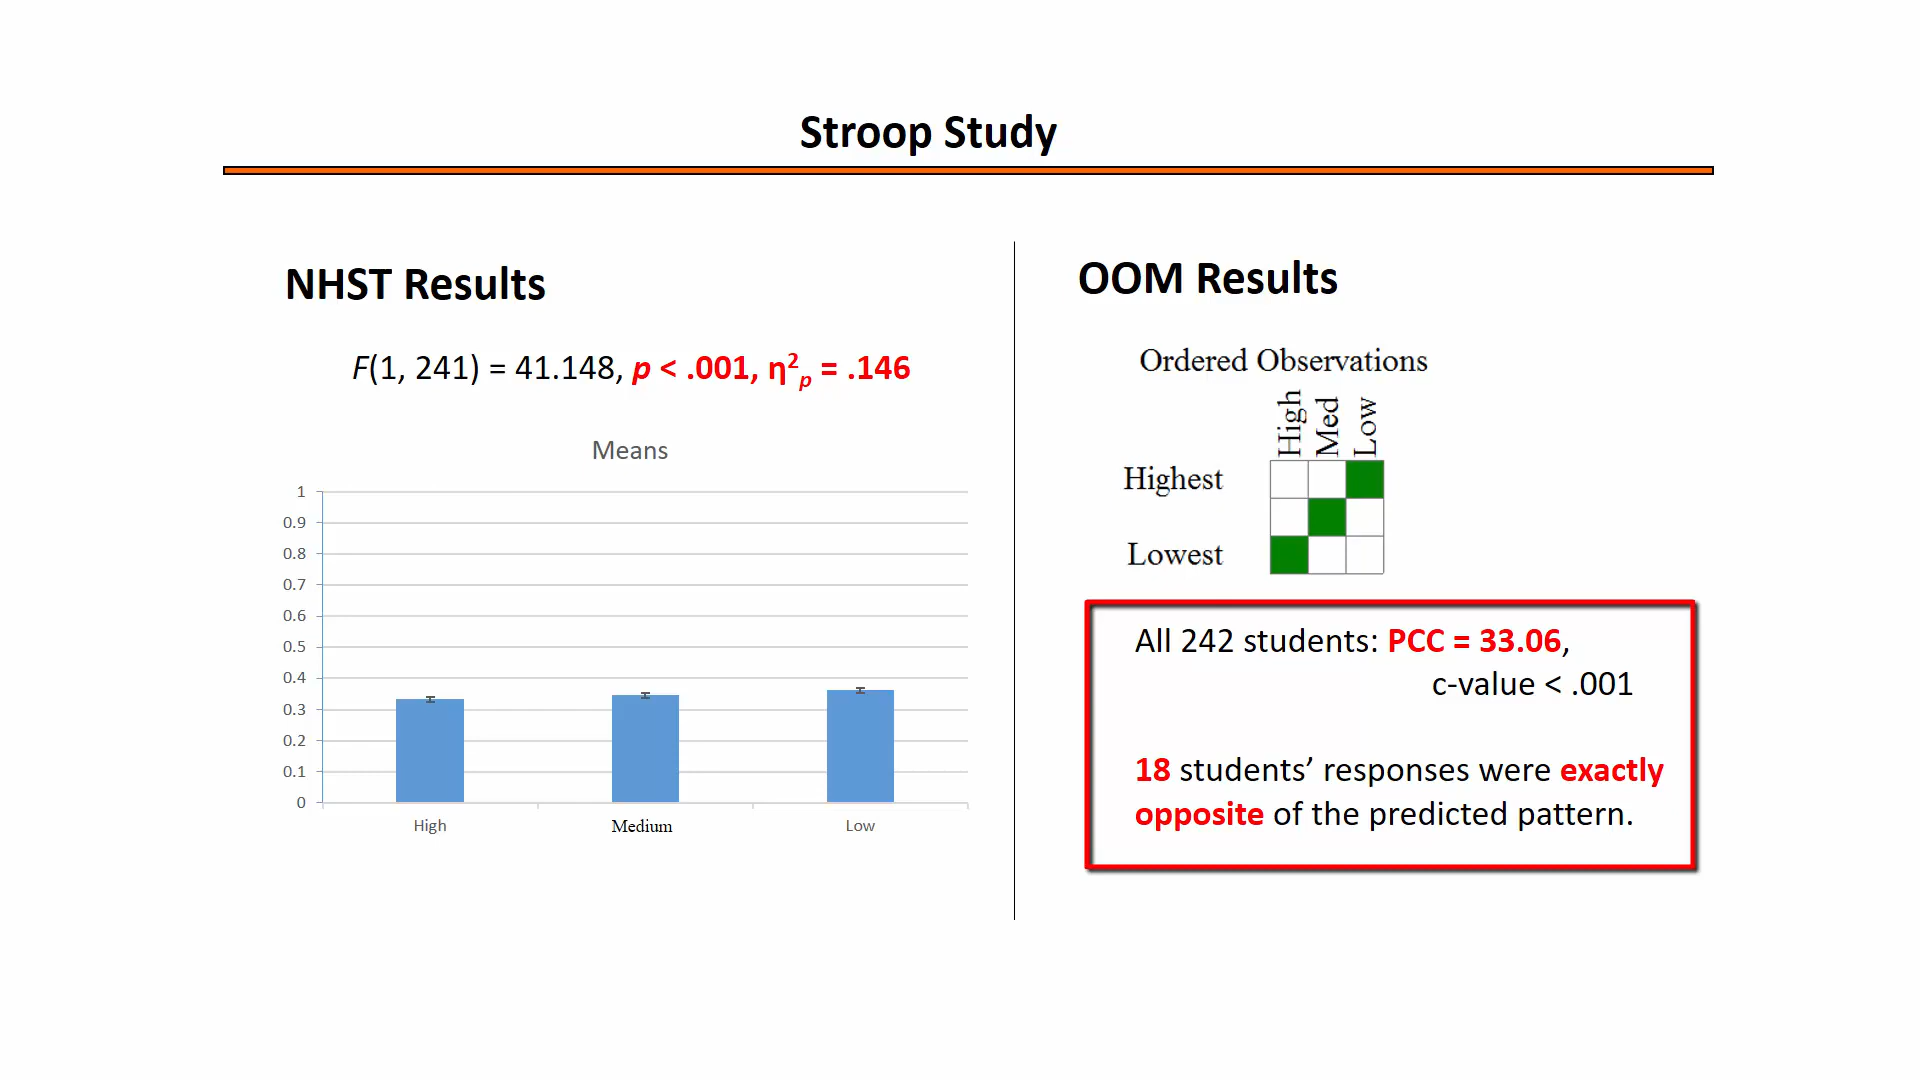 Stroop Study
NHST Results
F(1, 241) = 41.148, p < .001, η²p = .146
Means
1
0.9
0.8
0.7
0.6
0.5
0.4
0.3
0.2
0.1
0
High
Medium
Low
OOM Results
Ordered Observations
High
Med
Low
Highest
Lowest
All 242 students: PCC = 33.06,
c-value < .001
18 students’ responses were exactly
opposite of the predicted pattern.